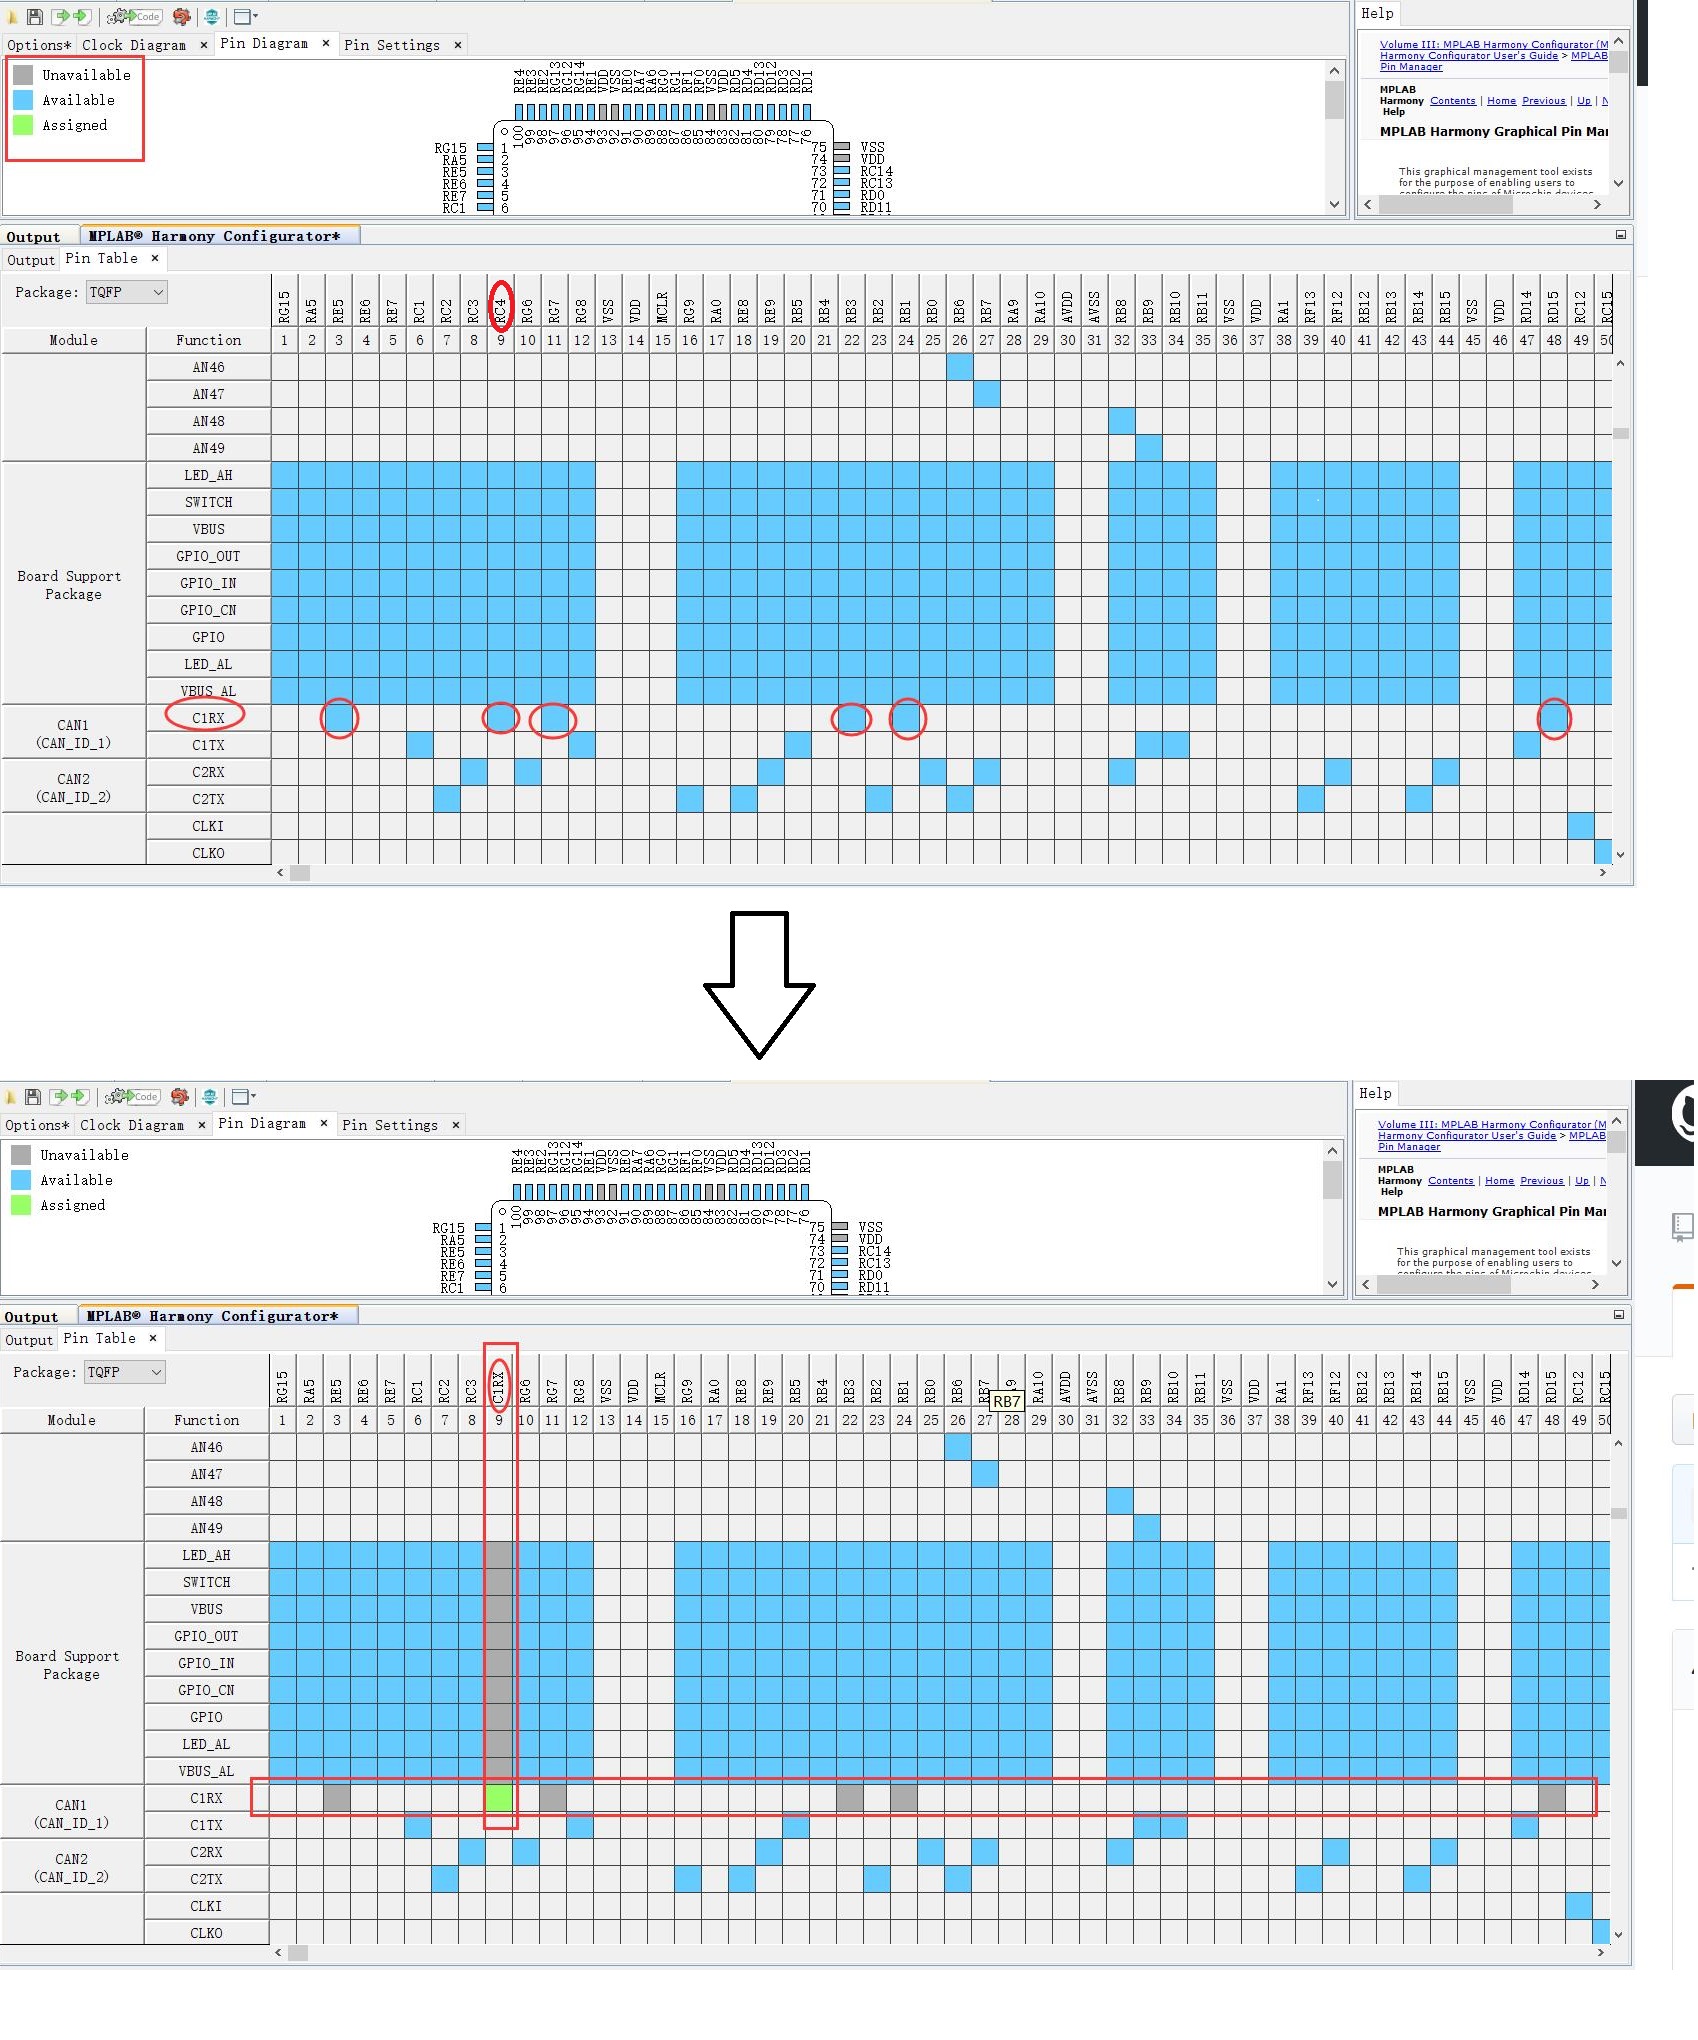 Code
Options* Clock Diagram × Pin Diagram × Pin Settings ×
Unavailable
Available
Assigned
RE4 RE3 RE2 RG13 RG12 RG14 RE1 VDD VSS RE0 RA7 RA6 RG0 RG1 RF1 RF0 VSS VDD RD5 RD4 RD13 RD12 RD3 RD2 RD1
100 99 98 97 96 95 94 93 92 91 90 89 88 87 86 85 84 83 82 81 80 79 78 77 76
RG15 1 75 VSS
RA5 2 74 VDD
RE5 3 73 RC14
RE6 4 72 RC13
RE7 5 71 RD0
RC1 6 70 RD11
Help
Volume III: MPLAB Harmony Configurator (M
Harmony Configurator User's Guide > MPLAB
Pin Manager
MPLAB
Harmony Contents | Home Previous | Up | N
Help
MPLAB Harmony Graphical Pin Mar
This graphical management tool exists
for the purpose of enabling users to
configure the pins of Microchip devices
Output MPLAB® Harmony Configurator*
Output Pin Table ×
Package: TQFP
RG15 RA5 RE5 RE6 RE7 RC1 RC2 RC3 RC4 RG6 RG7 RG8 VSS VDD MCLR RG9 RA0 RE8 RE9 RB5 RB4 RB3 RB2 RB1 RB0 RB6 RB7 RA9 RA10 AVDD AVSS RB8 RB9 RB10 RB11 VSS VDD RA1 RF13 RF12 RB12 RB13 RB14 RB15 VSS VDD RD14 RD15 RC12 RC15
Module Function 1 2 3 4 5 6 7 8 9 10 11 12 13 14 15 16 17 18 19 20 21 22 23 24 25 26 27 28 29 30 31 32 33 34 35 36 37 38 39 40 41 42 43 44 45 46 47 48 49 50
AN46
AN47
AN48
AN49
Board Support
Package
LED_AH
SWITCH
VBUS
GPIO_OUT
GPIO_IN
GPIO_CN
GPIO
LED_AL
VBUS_AL
CAN1
(CAN_ID_1)
C1RX
C1TX
CAN2
(CAN_ID_2)
C2RX
C2TX
CLKI
CLKO
Code
Options* Clock Diagram × Pin Diagram × Pin Settings ×
Unavailable
Available
Assigned
RE4 RE3 RE2 RG13 RG12 RG14 RE1 VDD VSS RE0 RA7 RA6 RG0 RG1 RF1 RF0 VSS VDD RD5 RD4 RD13 RD12 RD3 RD2 RD1
100 99 98 97 96 95 94 93 92 91 90 89 88 87 86 85 84 83 82 81 80 79 78 77 76
RG15 1 75 VSS
RA5 2 74 VDD
RE5 3 73 RC14
RE6 4 72 RC13
RE7 5 71 RD0
RC1 6 70 RD11
Help
Volume III: MPLAB Harmony Configurator (M
Harmony Configurator User's Guide > MPLAB
Pin Manager
MPLAB
Harmony Contents | Home Previous | Up | N
Help
MPLAB Harmony Graphical Pin Mar
This graphical management tool exists
for the purpose of enabling users to
configure the pins of Microchip devices
Output MPLAB® Harmony Configurator*
Output Pin Table ×
Package: TQFP
RG15 RA5 RE5 RE6 RE7 RC1 RC2 RC3 C1RX RG6 RG7 RG8 VSS VDD MCLR RG9 RA0 RE8 RE9 RB5 RB4 RB3 RB2 RB1 RB0 RB6 RB7 9 RA10 AVDD AVSS RB8 RB9 RB10 RB11 VSS VDD RA1 RF13 RF12 RB12 RB13 RB14 RB15 VSS VDD RD14 RD15 RC12 RC15
RB7
Module Function 1 2 3 4 5 6 7 8 9 10 11 12 13 14 15 16 17 18 19 20 21 22 23 24 25 26 27 28 29 30 31 32 33 34 35 36 37 38 39 40 41 42 43 44 45 46 47 48 49 50
AN46
AN47
AN48
AN49
Board Support
Package
LED_AH
SWITCH
VBUS
GPIO_OUT
GPIO_IN
GPIO_CN
GPIO
LED_AL
VBUS_AL
CAN1
(CAN_ID_1)
C1RX
C1TX
CAN2
(CAN_ID_2)
C2RX
C2TX
CLKI
CLKO